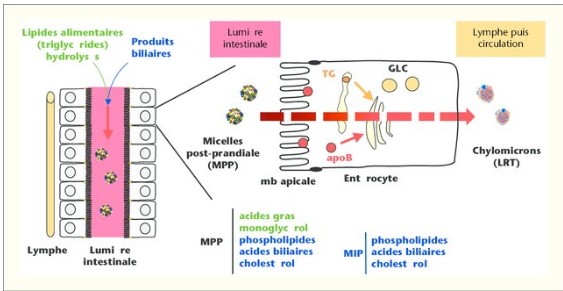 Lipides alimentaires
(triglyc rides)
hydrolys s
Produits
biliaires
Lumi re
intestinale
Lymphe puis
circulation
TG
GLC
Micelles
post-prandiale
(MPP)
apoB
mb apicale
Ent rocyte
Chylomicrons
(LRT)
Lymphe
Lumi re
intestinale
MPP
acides gras
monoglyc rol
phospholipides
acides biliaires
cholest rol
MIP
phospholipides
acides biliaires
cholest rol